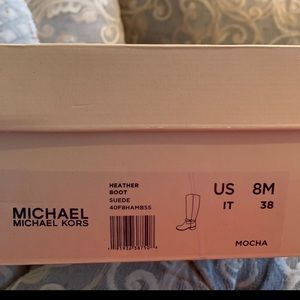 HEATHER
BOOT
SUEDE
40F8HAMB5S
US 8M
IT 38
MICHAEL
MICHAEL KORS
MOCHA